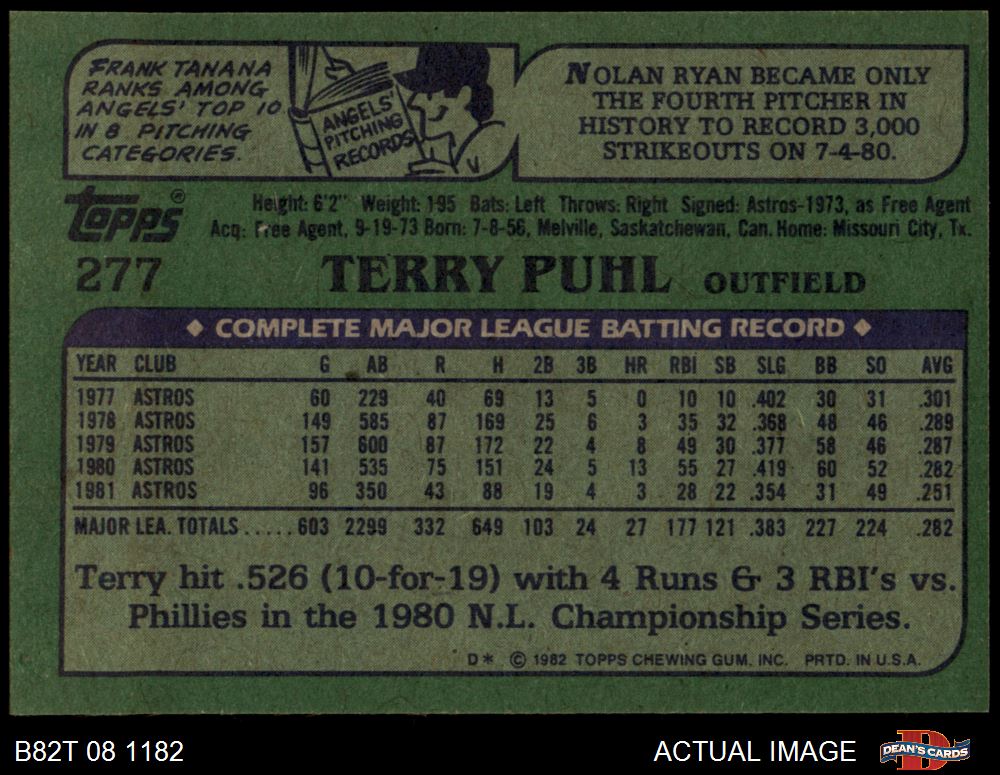 FRANK TANANA
RANKS AMONG
ANGELS' TOP 10
IN 8 PITCHING
CATEGORIES.
ANGELS'
PITCHING
RECORDS
NOLAN RYAN BECAME ONLY
THE FOURTH PITCHER IN
HISTORY TO RECORD 3,000
STRIKEOUTS ON 7-4-80.
Topps®
Height: 6'2" Weight: 195 Bats: Left Throws: Right Signed: Astros-1973, as Free Agent
Acq: Free Agent, 9-19-73 Born: 7-8-56, Melville, Saskatchewan, Can. Home: Missouri City, Tx.
277 TERRY PUHL OUTFIELD
◆ COMPLETE MAJOR LEAGUE BATTING RECORD ◆
YEAR CLUB G AB R H 2B 3B HR RBI SB SLG BB SO AVG
1977 ASTROS 60 229 40 69 13 5 0 10 10 .402 30 31 .301
1978 ASTROS 149 585 87 169 25 6 3 35 32 .368 48 46 .289
1979 ASTROS 157 600 87 172 22 4 8 49 30 .377 58 46 .287
1980 ASTROS 141 535 75 151 24 5 13 55 27 .419 60 52 .282
1981 ASTROS 96 350 43 88 19 4 3 28 22 .354 31 49 .251
MAJOR LEA. TOTALS.....603 2299 332 649 103 24 27 177 121 .383 227 224 .282
Terry hit .526 (10-for-19) with 4 Runs & 3 RBI's vs.
Phillies in the 1980 N.L. Championship Series.
D* © 1982 TOPPS CHEWING GUM, INC. PRTD. IN U.S.A.
B82T 08 1182 ACTUAL IMAGE DEAN'S CARDS